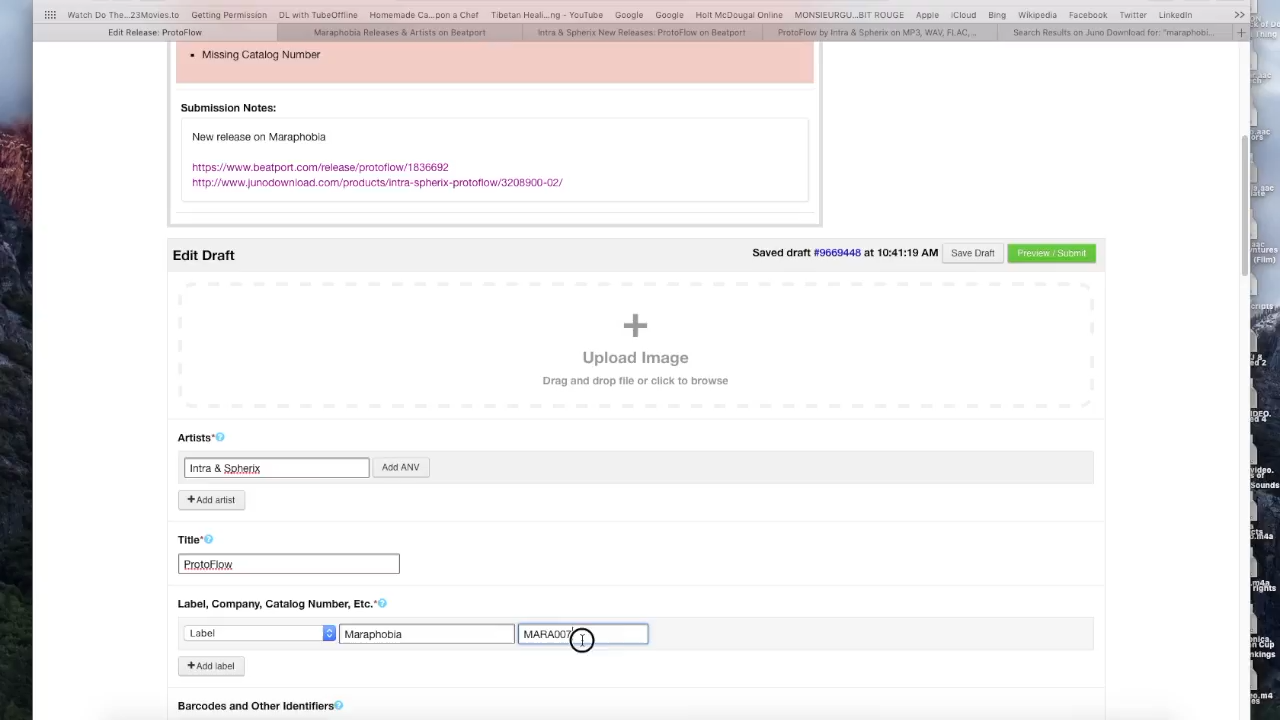 Watch Do The...23Movies.to Getting Permission DL with TubeOffline Homemade Ca...pon a Chef Tibetan Heali...ng - YouTube Google Google Holt McDougal Online MONSIEURGU...BIT ROUGE Apple iCloud Bing Wikipedia Facebook Twitter LinkedIn
Edit Release: ProtoFlow Maraphobia Releases & Artists on Beatport Intra & Spherix New Releases: ProtoFlow on Beatport ProtoFlow by Intra & Spherix on MP3, WAV, FLAC,... Search Results on Juno Download for: "maraphobi...
Missing Catalog Number
Submission Notes:
New release on Maraphobia
https://www.beatport.com/release/protoflow/1836692
http://www.junodownload.com/products/intra-spherix-protoflow/3208900-02/
Edit Draft Saved draft #9669448 at 10:41:19 AM Save Draft Preview / Submit
Upload Image
Drag and drop file or click to browse
Artists*
Intra & Spherix Add ANV
+Add artist
Title*
ProtoFlow
Label, Company, Catalog Number, Etc.*
Label Maraphobia MARA007
+Add label
Barcodes and Other Identifiers